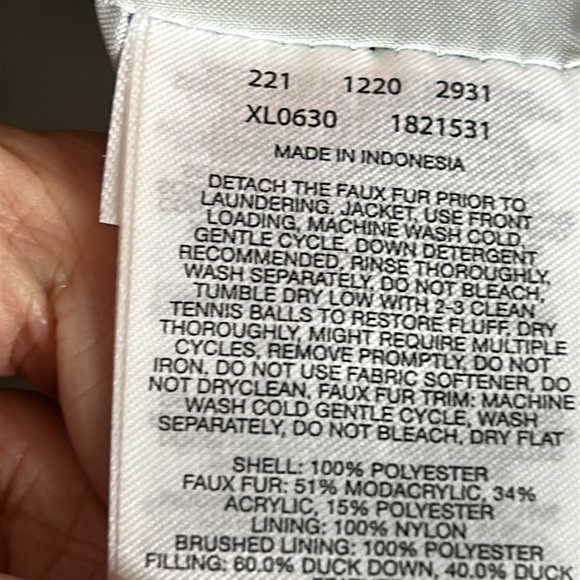 221 1220 2931
XL0630 1821531
MADE IN INDONESIA
DETACH THE FAUX FUR PRIOR TO
LAUNDERING, JACKET, USE FRONT
LOADING, MACHINE WASH COLD,
GENTLE CYCLE, DOWN DETERGENT
RECOMMENDED, RINSE THOROUGHLY,
WASH SEPARATELY, DO NOT BLEACH,
TUMBLE DRY LOW WITH 2-3 CLEAN
TENNIS BALLS TO RESTORE FLUFF, DRY
THOROUGHLY, MIGHT REQUIRE MULTIPLE
CYCLES, REMOVE PROMPTLY, DO NOT
IRON, DO NOT USE FABRIC SOFTENER, DO
NOT DRYCLEAN, FAUX FUR TRIM: MACHINE
WASH COLD GENTLE CYCLE, WASH
SEPARATELY, DO NOT BLEACH, DRY FLAT
SHELL: 100% POLYESTER
FAUX FUR: 51% MODACRYLIC, 34%
ACRYLIC, 15% POLYESTER
LINING: 100% NYLON
BRUSHED LINING: 100% POLYESTER
FILLING: 60.0% DUCK DOWN, 40.0% DUCK